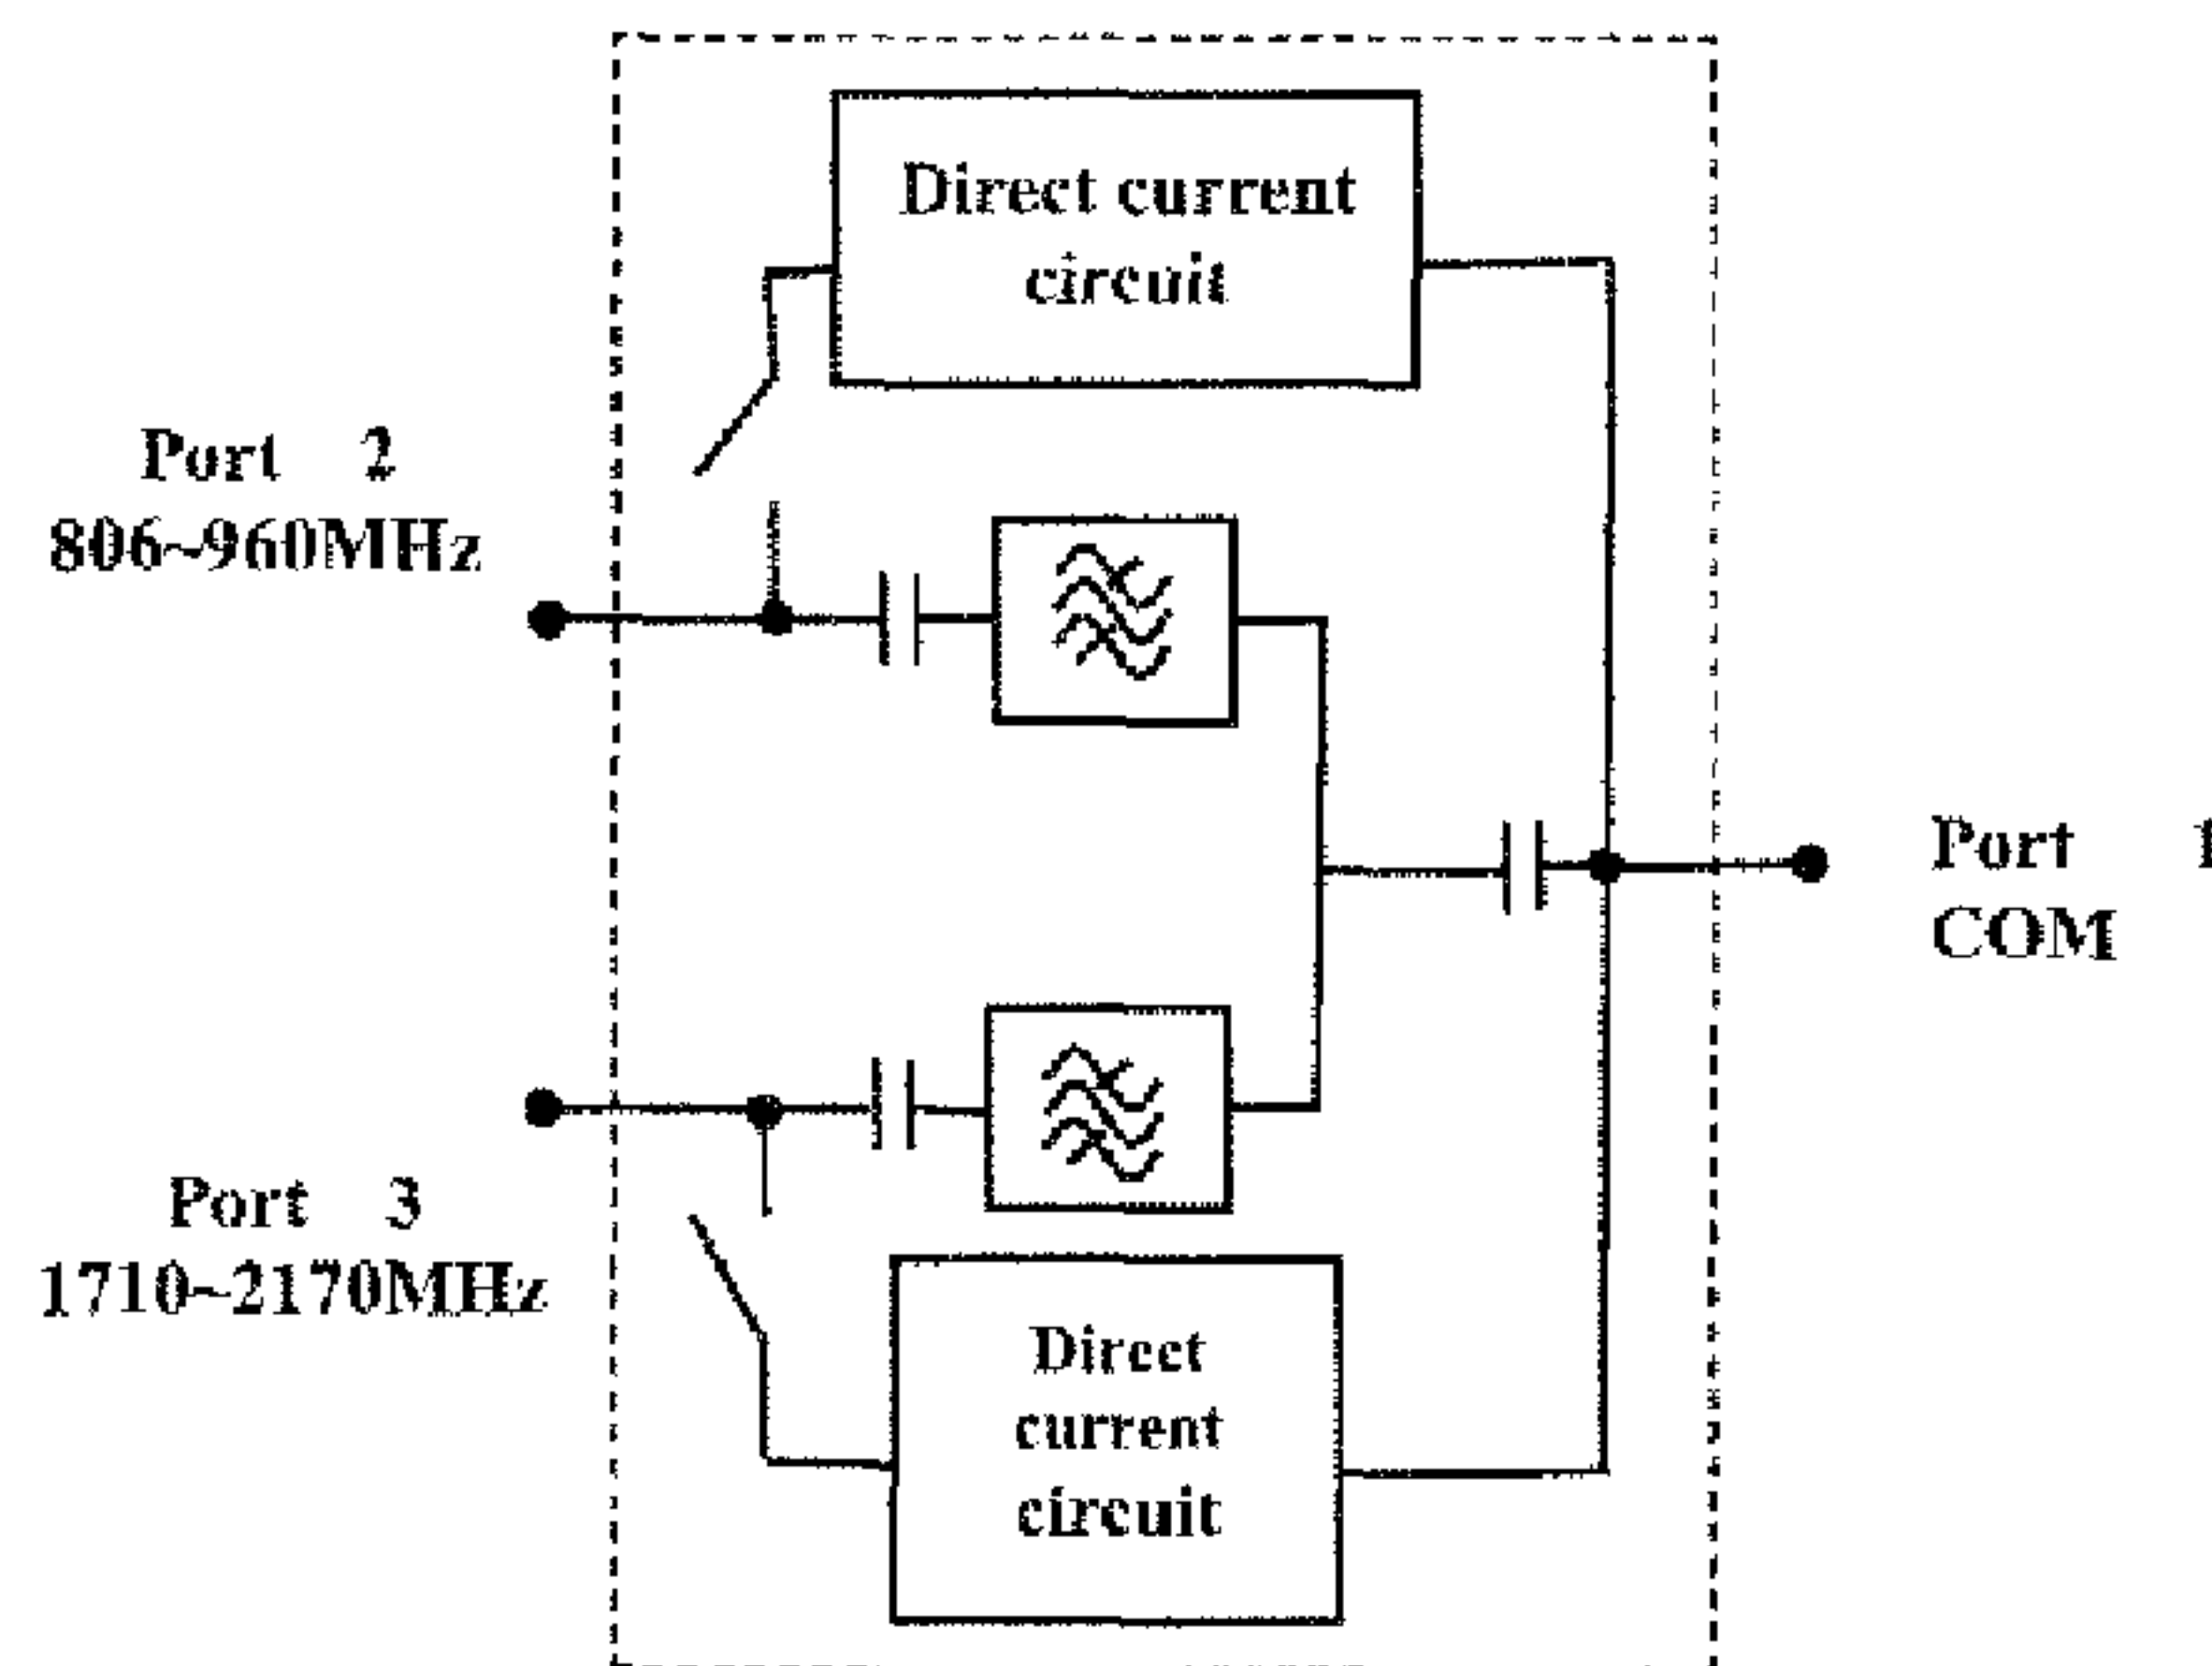 Direct current
circuit
Port 2
806~960MHz
Port 1
COM
Port 3
1710~2170MHz
Direct
current
circuit